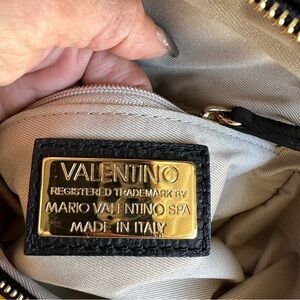 VALENTINO
REGISTERED TRADEMARK BY
MARIO VALENTINO SPA
MADE IN ITALY